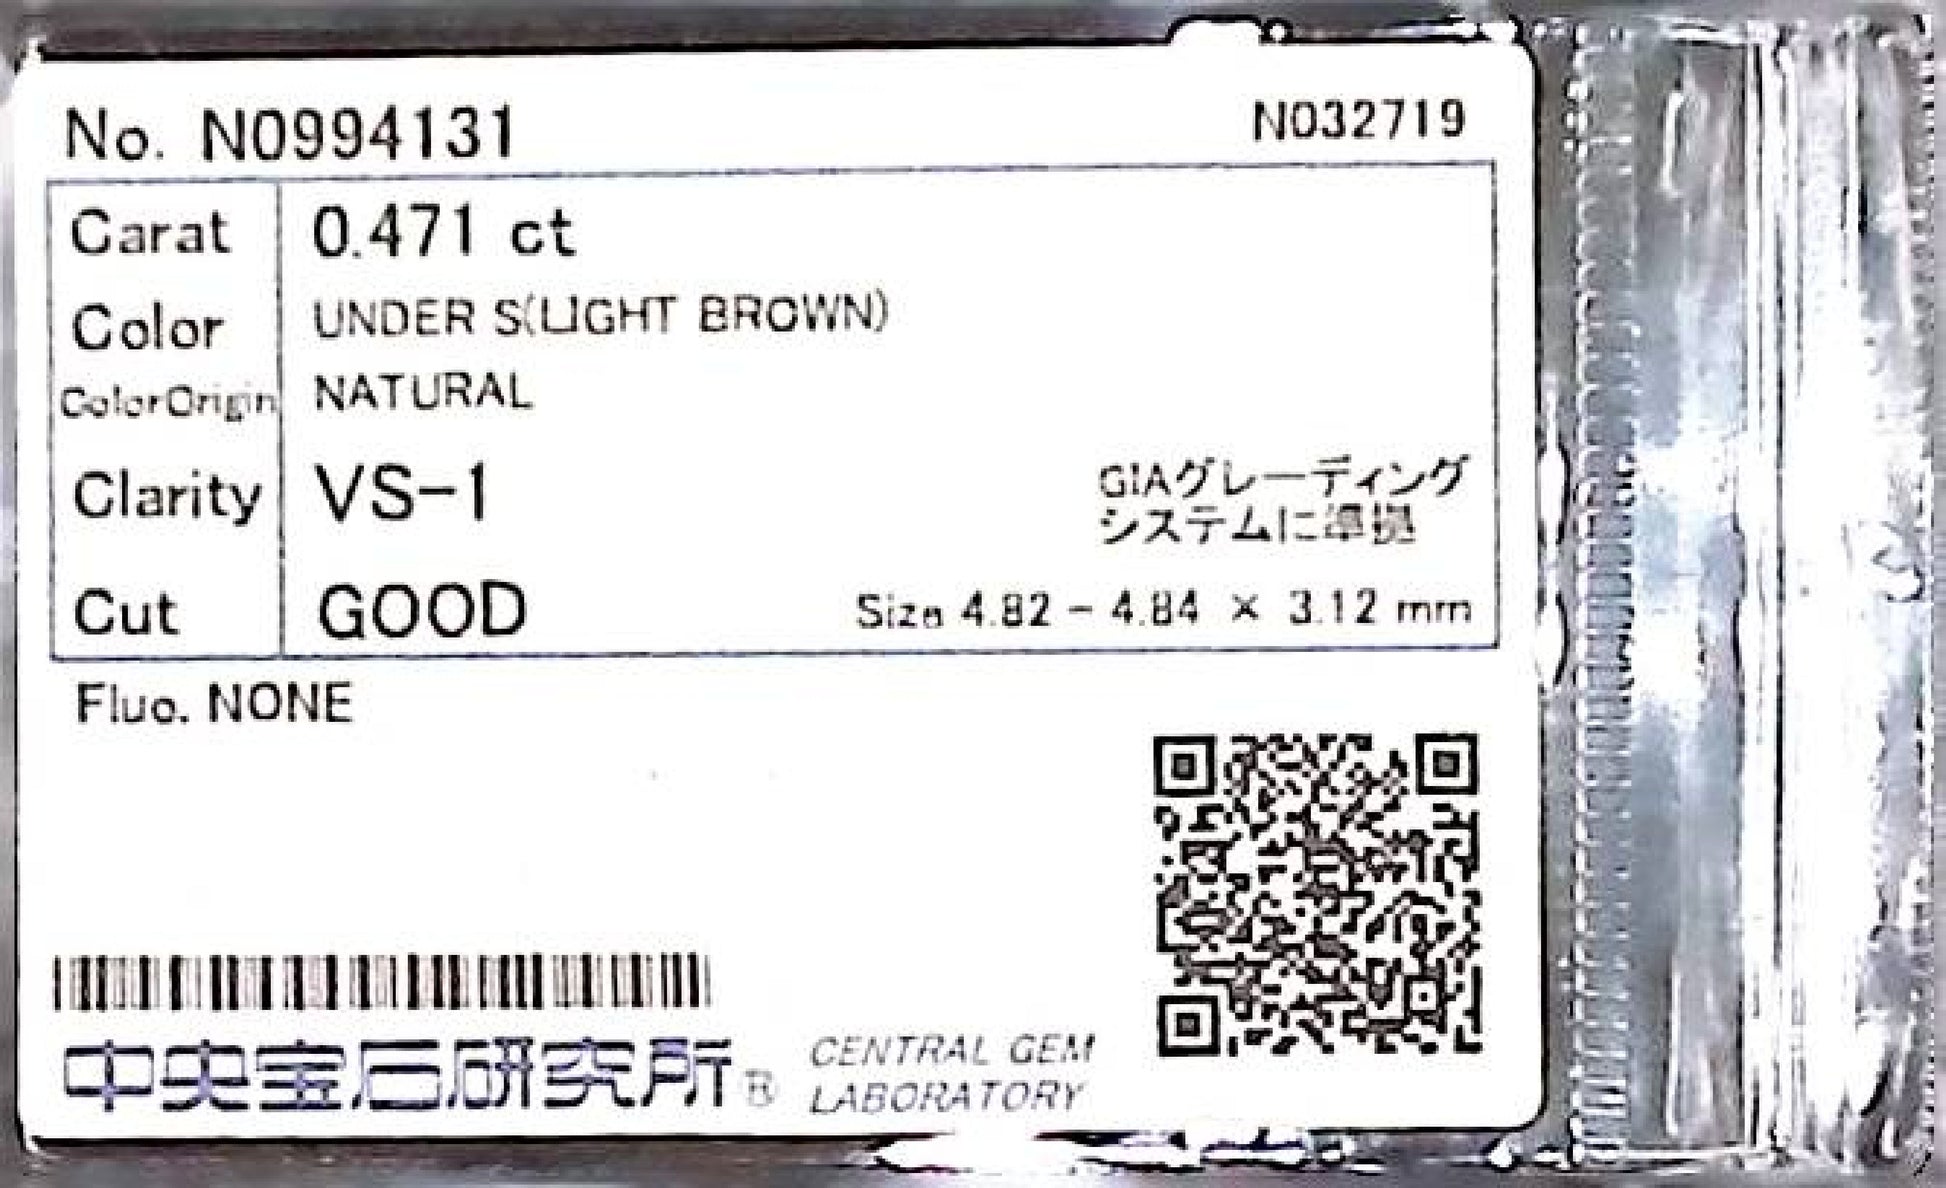 No. N0994131 N032719
Carat 0.471 ct
Color UNDER S(LIGHT BROWN)
ColorOrigin NATURAL
Clarity VS-1
GIAグレーディング
システムに準拠
Cut GOOD Size 4.82 - 4.84 × 3.12 mm
Fluo. NONE
中央宝石研究所® CENTRAL GEM
LABORATORY